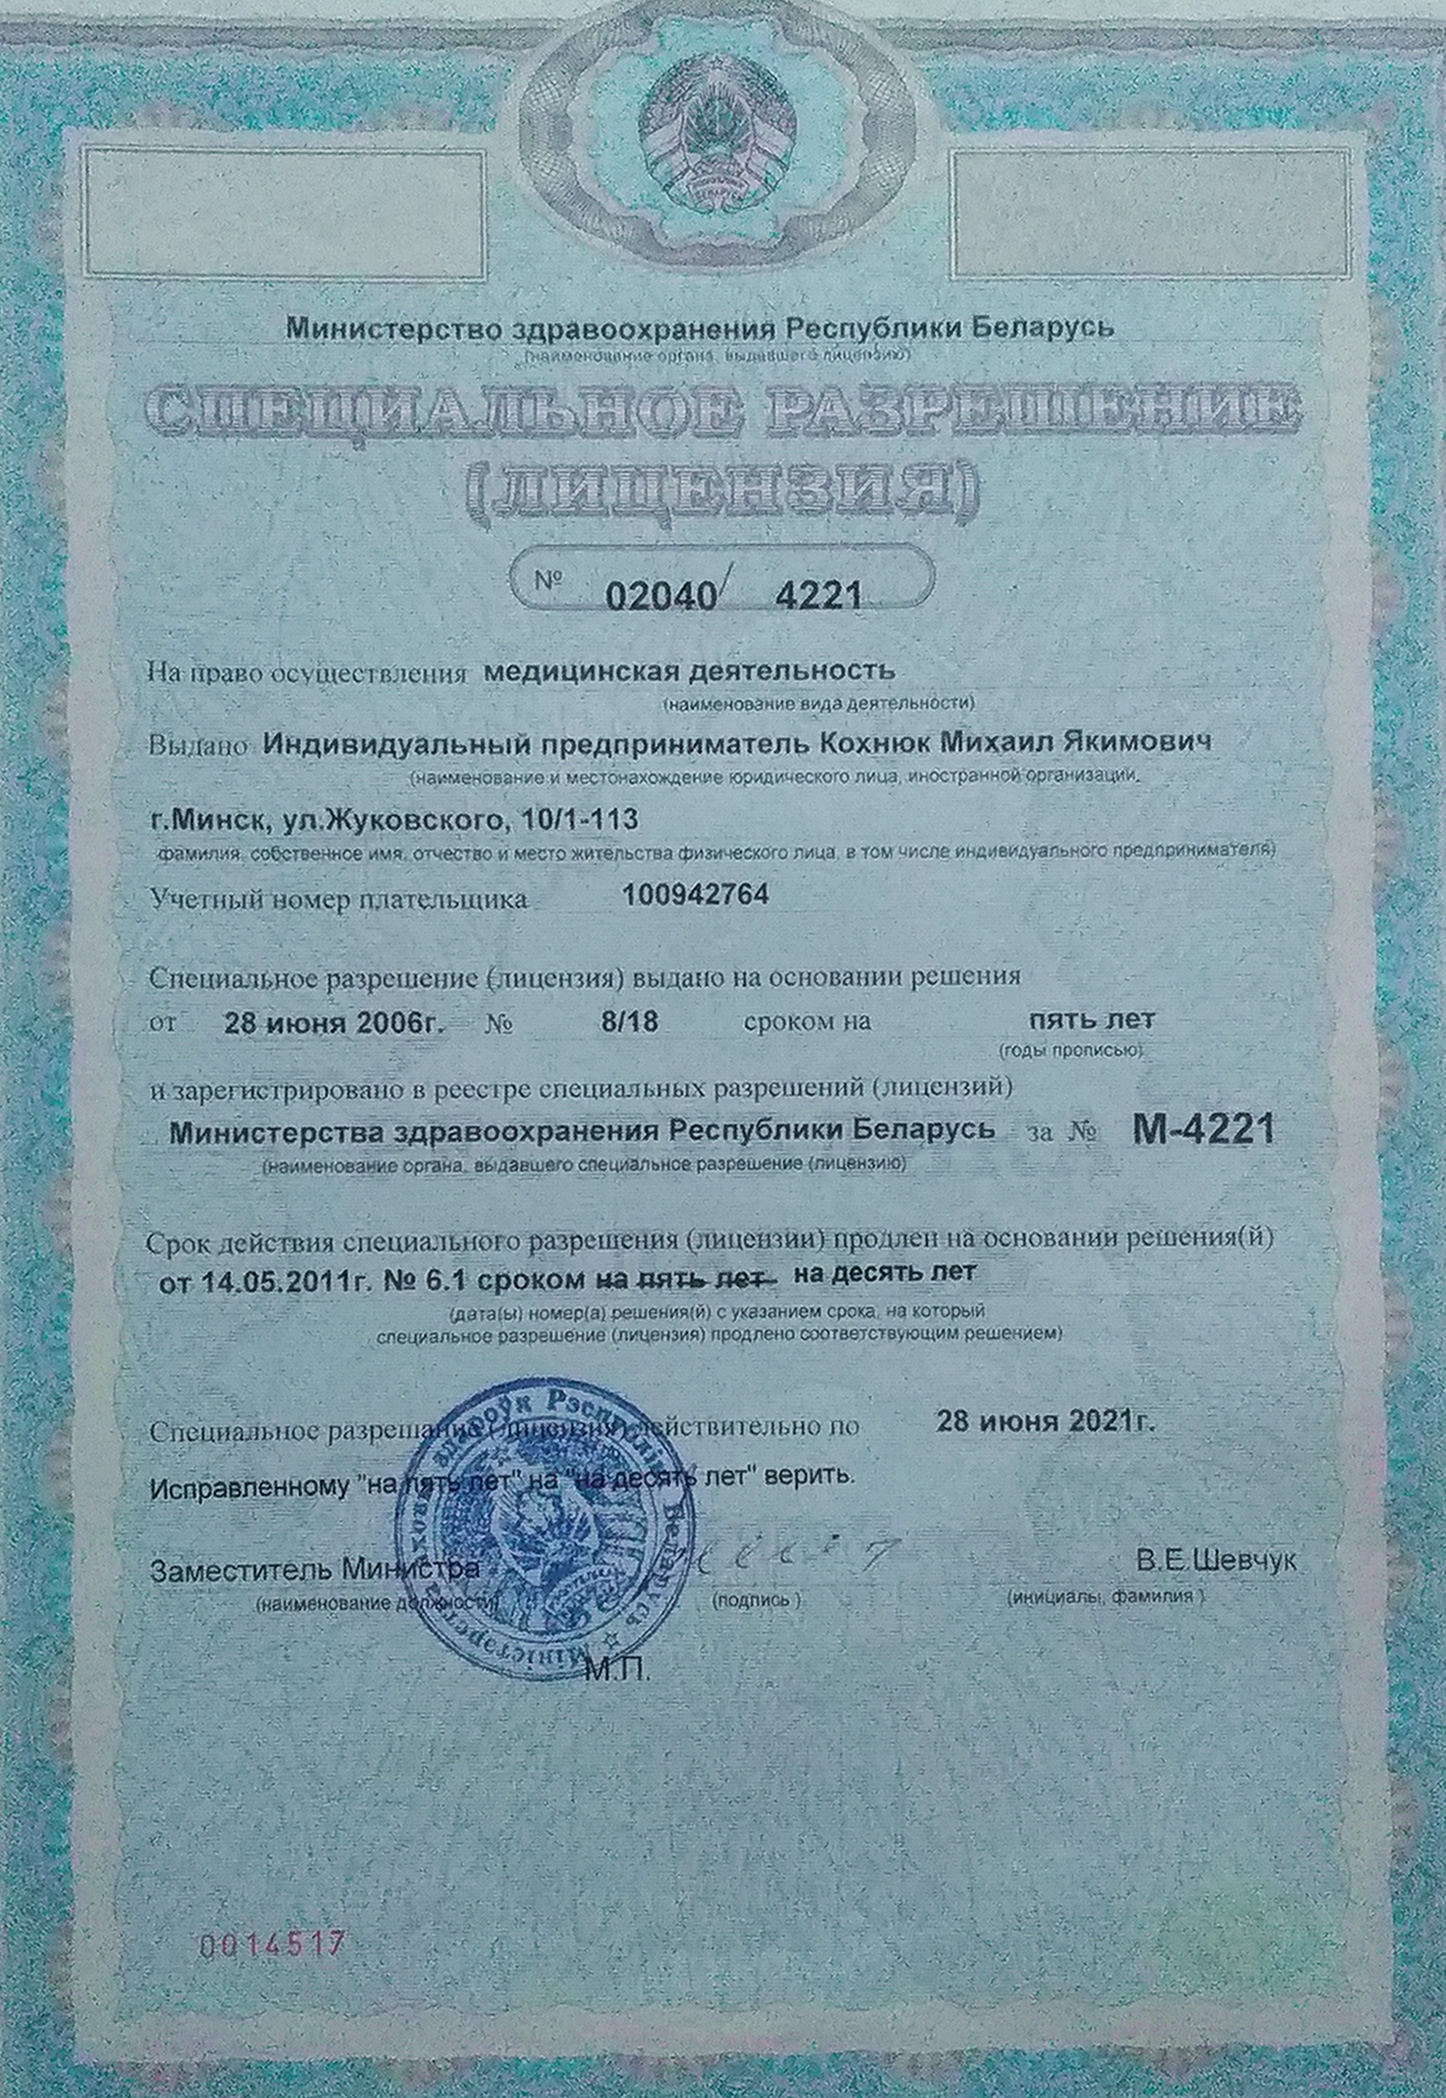 Министерство здравоохранения Республики Беларусь
(наименование органа, выдавшего лицензию)
СПЕЦИАЛЬНОЕ РАЗРЕШЕНИЕ
(ЛИЦЕНЗИЯ)
№ 02040/ 4221
На право осуществления медицинская деятельность
(наименование вида деятельности)
Выдано Индивидуальный предприниматель Кохнюк Михаил Якимович
(наименование и местонахождение юридического лица, иностранной организации,
г.Минск, ул.Жуковского, 10/1-113
фамилия, собственное имя, отчество и место жительства физического лица, в том числе индивидуального предпринимателя)
Учетный номер плательщика 100942764
Специальное разрешение (лицензия) выдано на основании решения
от 28 июня 2006г. № 8/18 сроком на пять лет
(годы прописью)
и зарегистрировано в реестре специальных разрешений (лицензий)
Министерства здравоохранения Республики Беларусь за № М-4221
(наименование органа, выдавшего специальное разрешение (лицензию)
Срок действия специального разрешения (лицензии) продлен на основании решения(й)
от 14.05.2011г. № 6.1 сроком на пять лет на десять лет
(дата(ы) номер(а) решения(й) с указанием срока, на который
специальное разрешение (лицензия) продлено соответствующим решением)
Специальное разрешение (лицензия) действительно по 28 июня 2021г.
Исправленному "на пять лет" на "на десять лет" верить.
Заместитель Министра В.Е.Шевчук
(наименование должности) (подпись ) (инициалы, фамилия )
Міністэрства аховы здароўя Рэспублікі Беларусь
М.П.
0014517